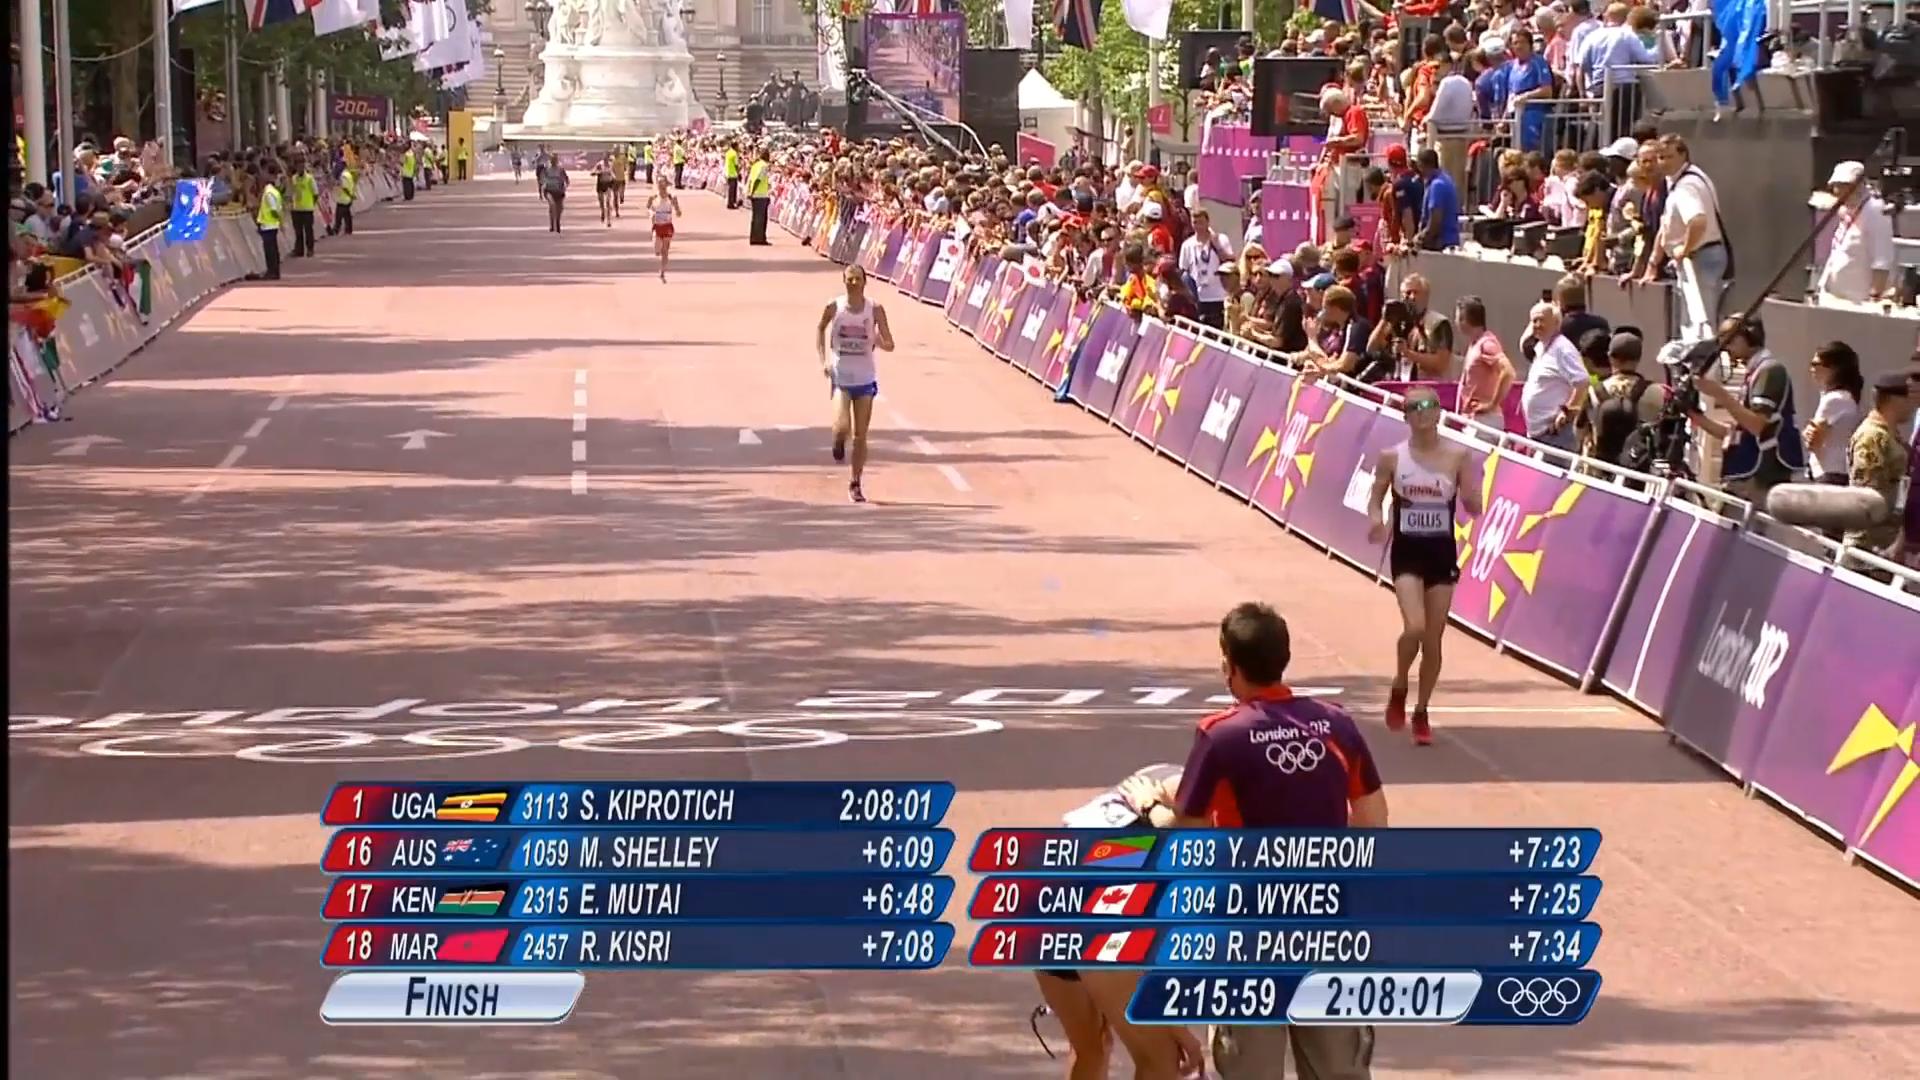 200m
CANADA
GILLIS
London 2012
London 2012
London 2012
1 UGA 3113 S. KIPROTICH 2:08:01
16 AUS 1059 M. SHELLEY +6:09
17 KEN 2315 E. MUTAI +6:48
18 MAR 2457 R. KISRI +7:08
19 ERI 1593 Y. ASMEROM +7:23
20 CAN 1304 D. WYKES +7:25
21 PER 2629 R. PACHECO +7:34
FINISH
2:15:59 2:08:01